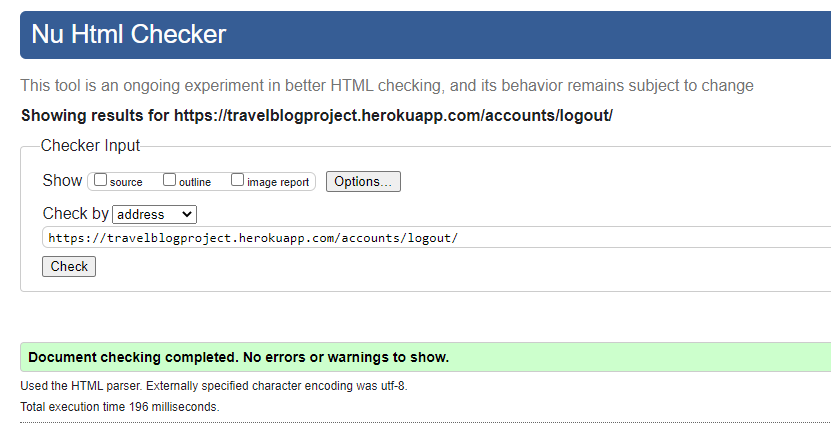 Nu Html Checker
This tool is an ongoing experiment in better HTML checking, and its behavior remains subject to change
Showing results for https://travelblogproject.herokuapp.com/accounts/logout/
Checker Input
Show source outline image report Options...
Check by address
https://travelblogproject.herokuapp.com/accounts/logout/
Check
Document checking completed. No errors or warnings to show.
Used the HTML parser. Externally specified character encoding was utf-8.
Total execution time 196 milliseconds.